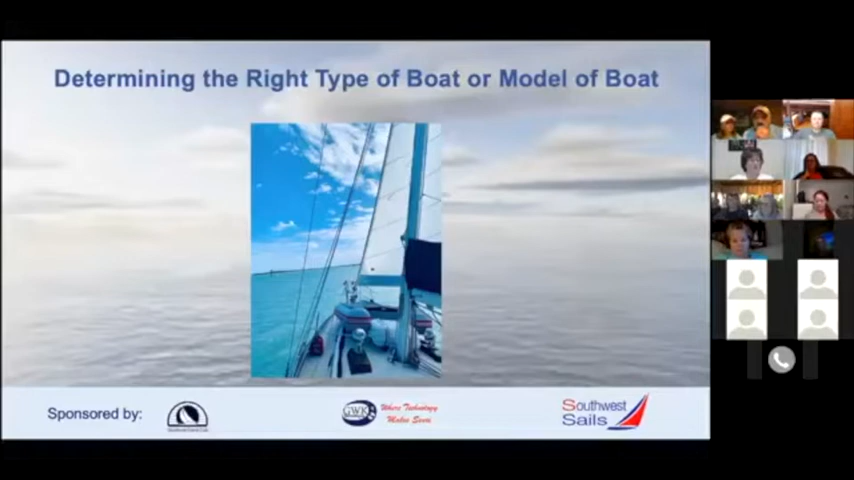 Determining the Right Type of Boat or Model of Boat
Sponsored by:
GWK
Where Technology
Makes Sense
Southwest
Sails